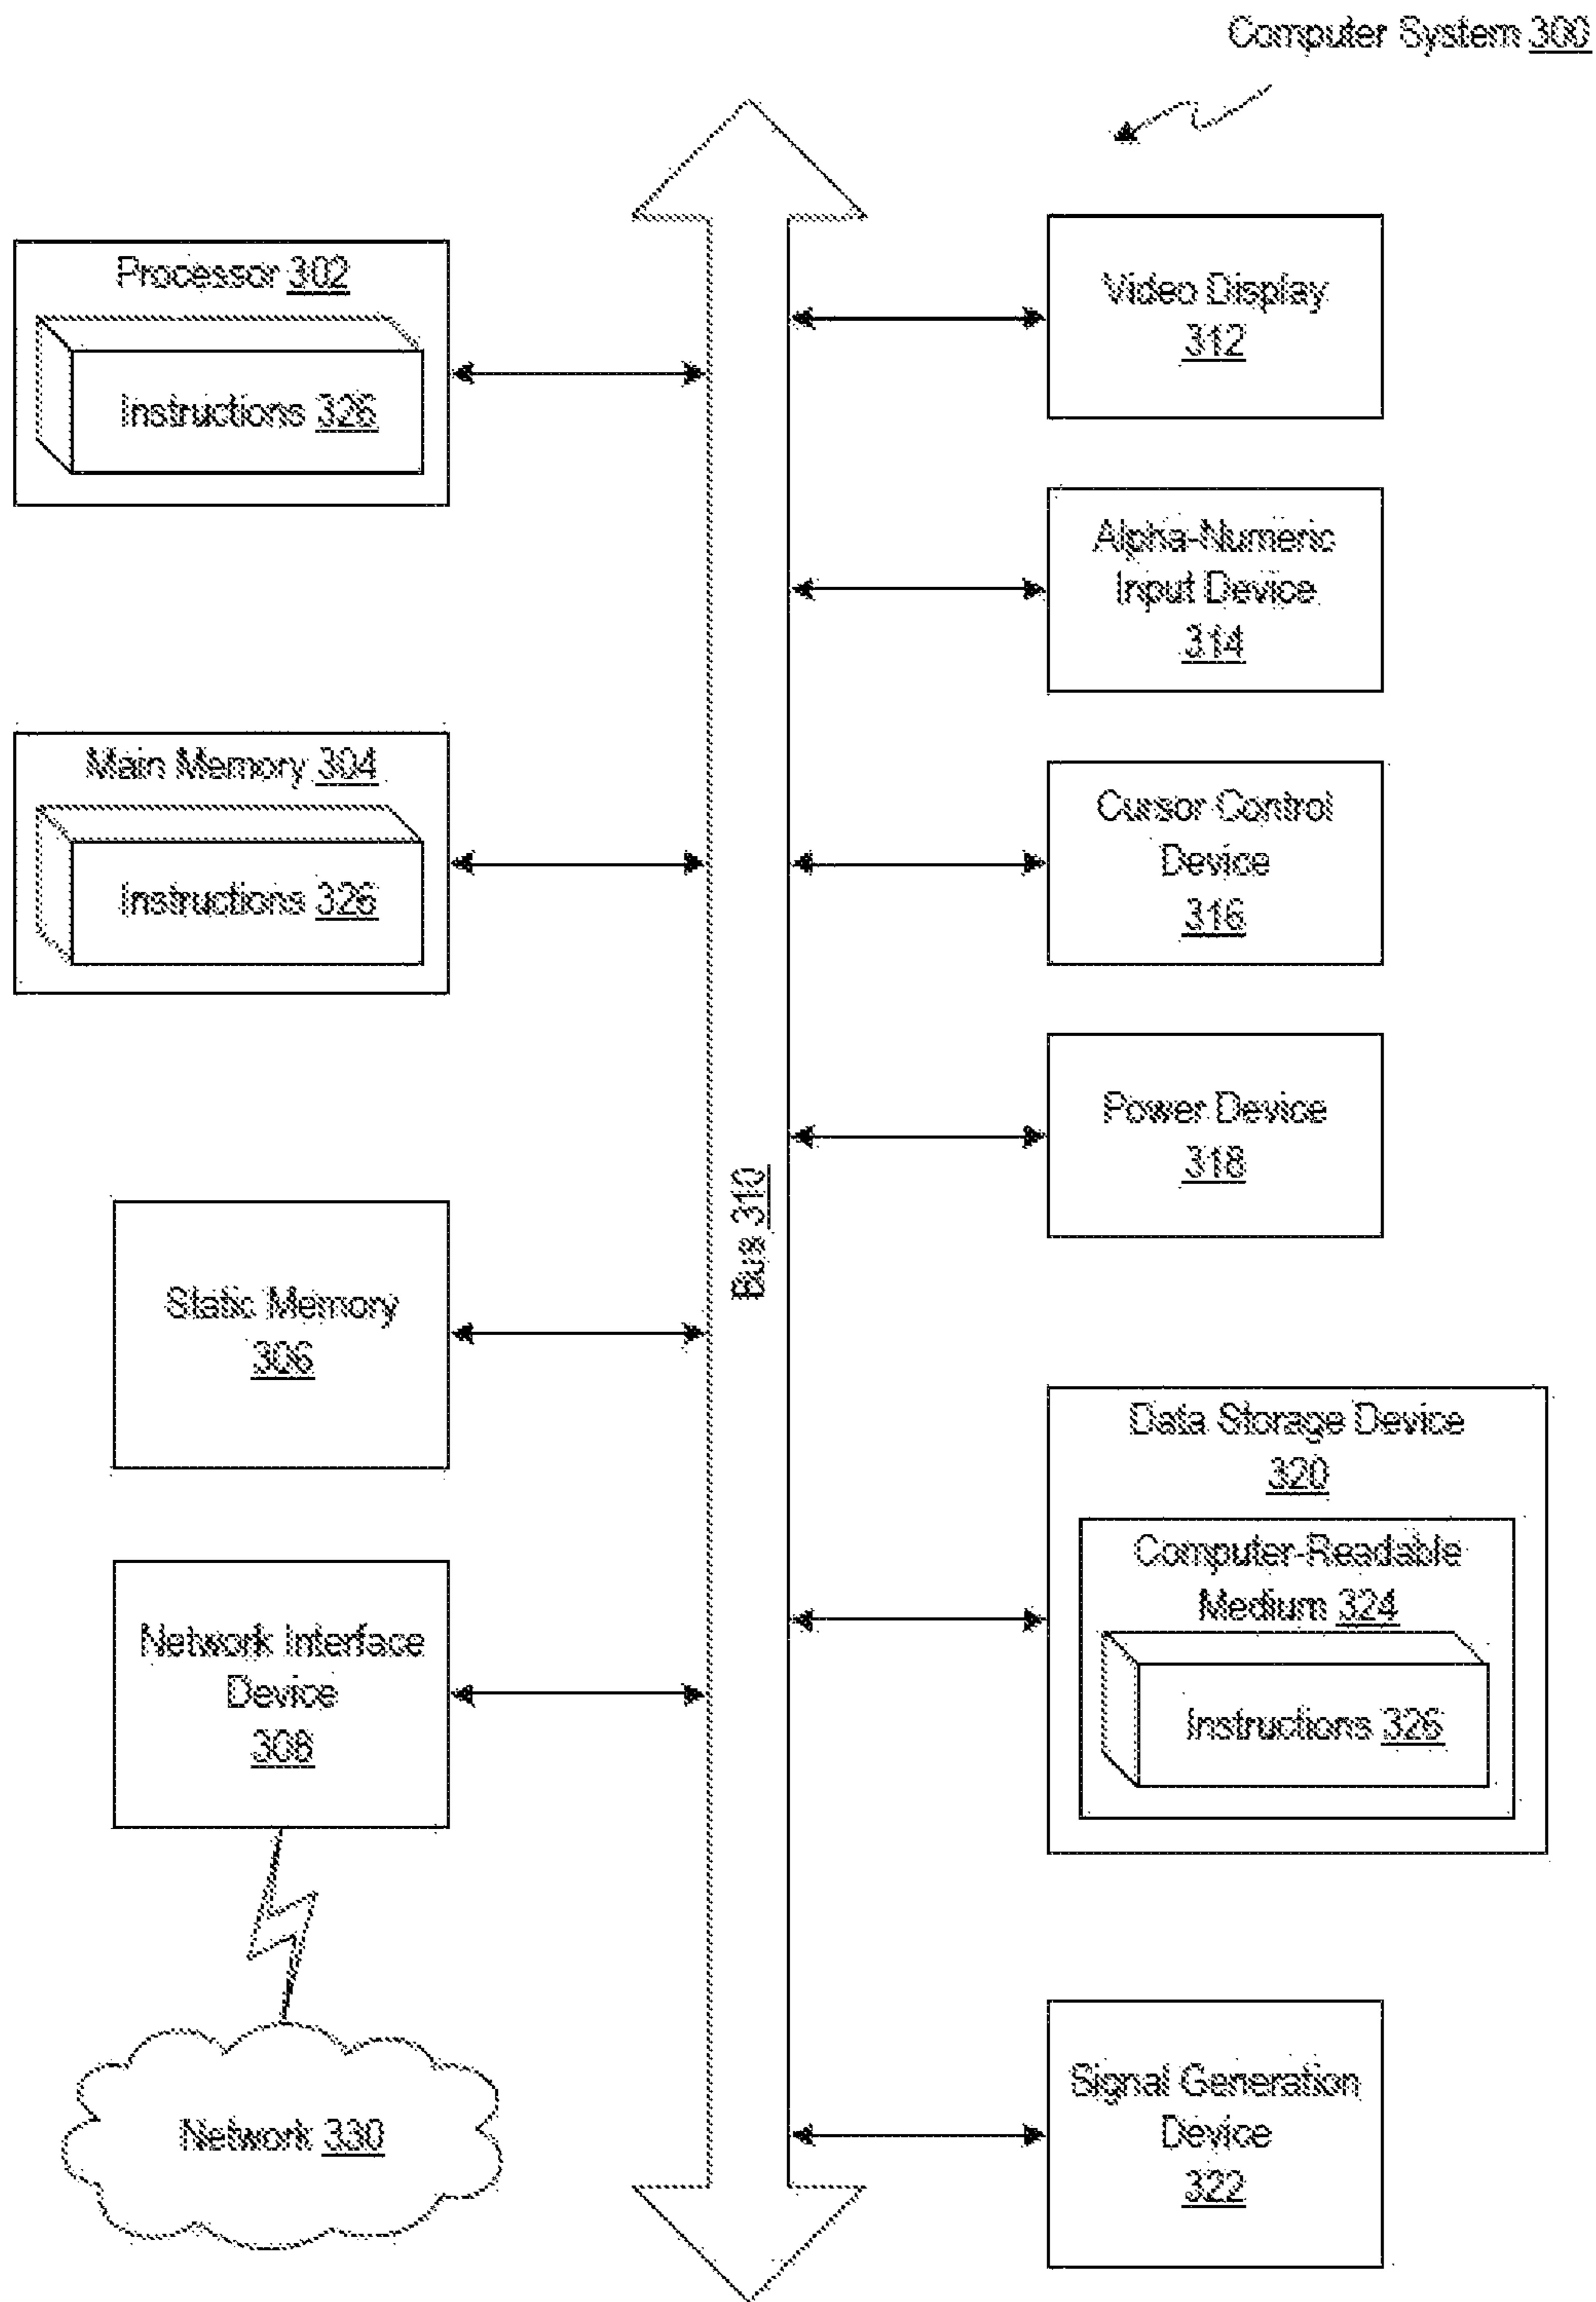 Computer System 300
Processor 302
Instructions 326
Main Memory 304
Instructions 326
Static Memory
306
Network Interface
Device
308
Network 330
Bus 310
Video Display
312
Alpha-Numeric
Input Device
314
Cursor Control
Device
316
Power Device
318
Data Storage Device
320
Computer-Readable
Medium 324
Instructions 326
Signal Generation
Device
322